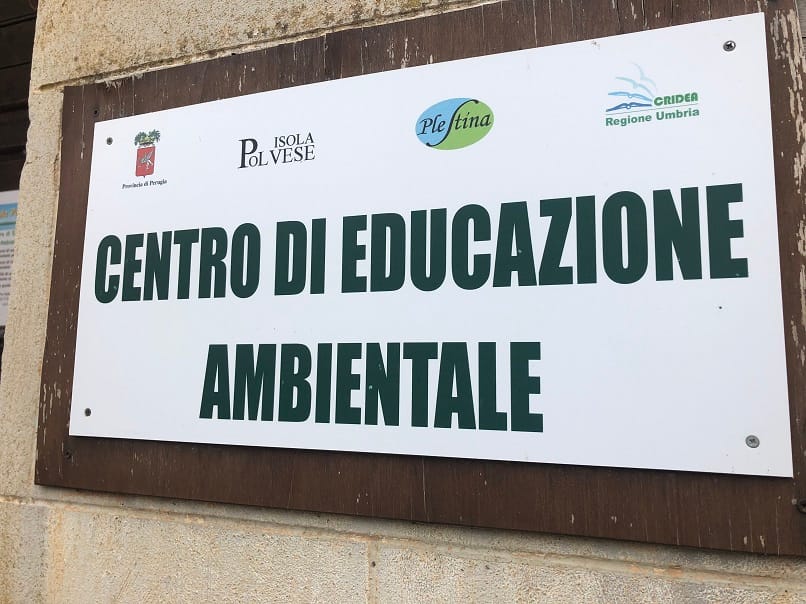 Provincia di Perugia
ISOLA
POLVESE
Plestina
CRIDEA
Regione Umbria
CENTRO DI EDUCAZIONE
AMBIENTALE